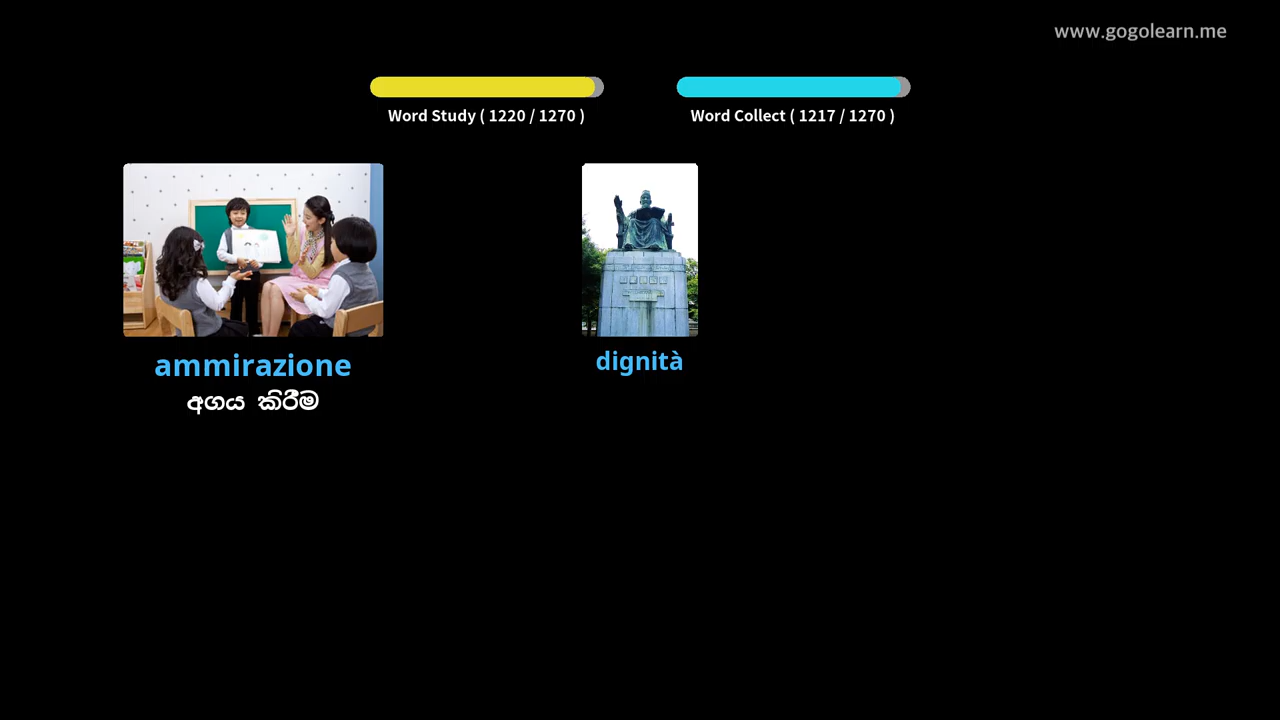 www.gogolearn.me
Word Study ( 1220 / 1270 )
Word Collect ( 1217 / 1270 )
ammirazione
dignità
අගය කිරීම